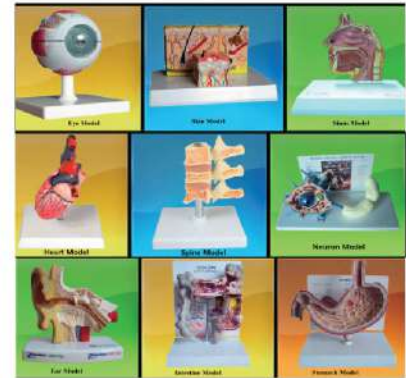 Eye Model
Skin Model
Sinus Model
Heart Model
Spine Model
Neuron Model
Ear Model
Intestine Model
Stomach Model